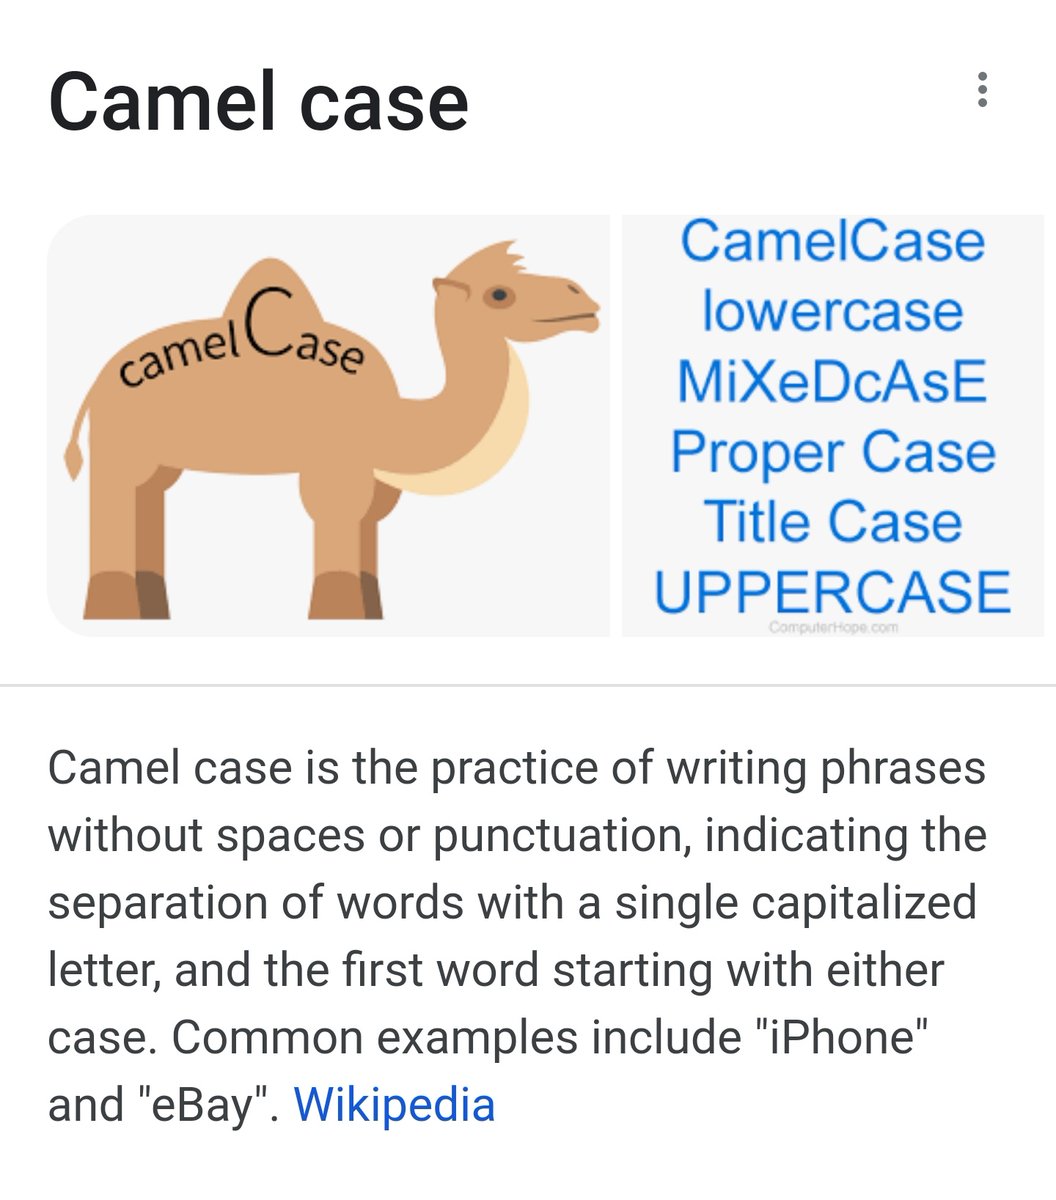 Camel case
camelCase
CamelCase
lowercase
MiXeDcAsE
Proper Case
Title Case
UPPERCASE
ComputerHope.com
Camel case is the practice of writing phrases
without spaces or punctuation, indicating the
separation of words with a single capitalized
letter, and the first word starting with either
case. Common examples include "iPhone"
and "eBay". Wikipedia